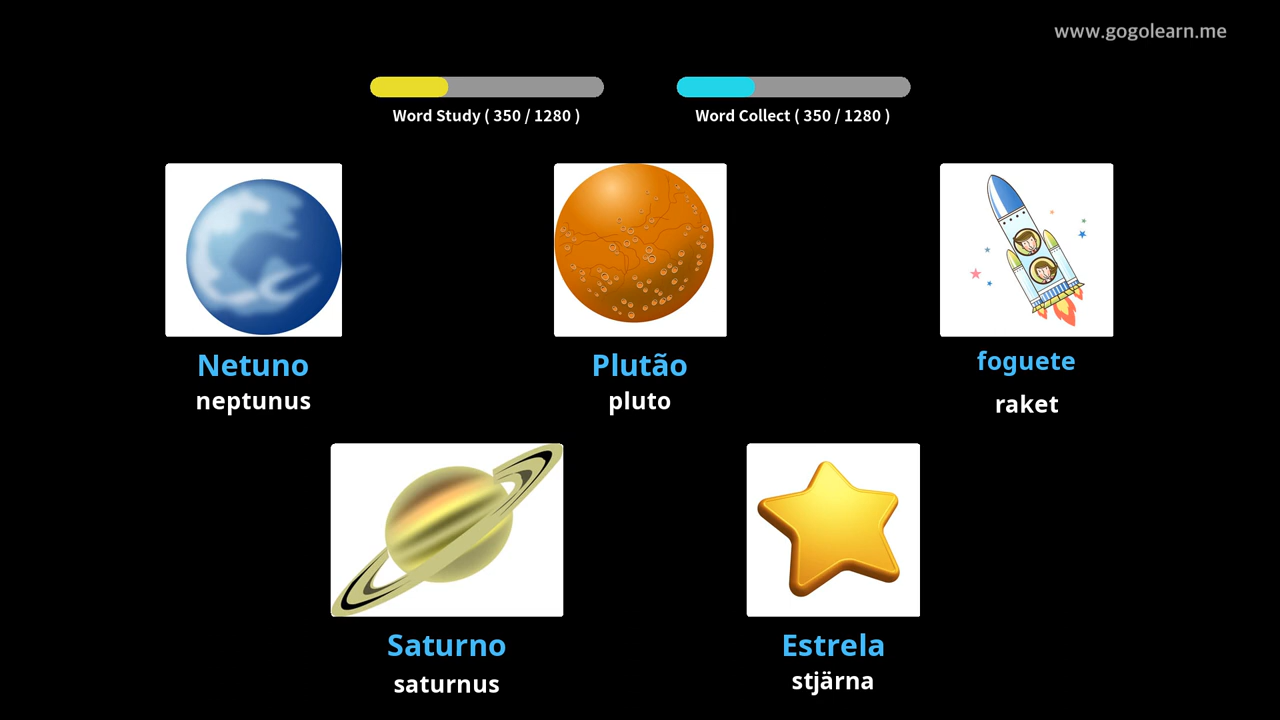 www.gogolearn.me
Word Study ( 350 / 1280 )
Word Collect ( 350 / 1280 )
Netuno
neptunus
Plutão
pluto
foguete
raket
Saturno
saturnus
Estrela
stjärna